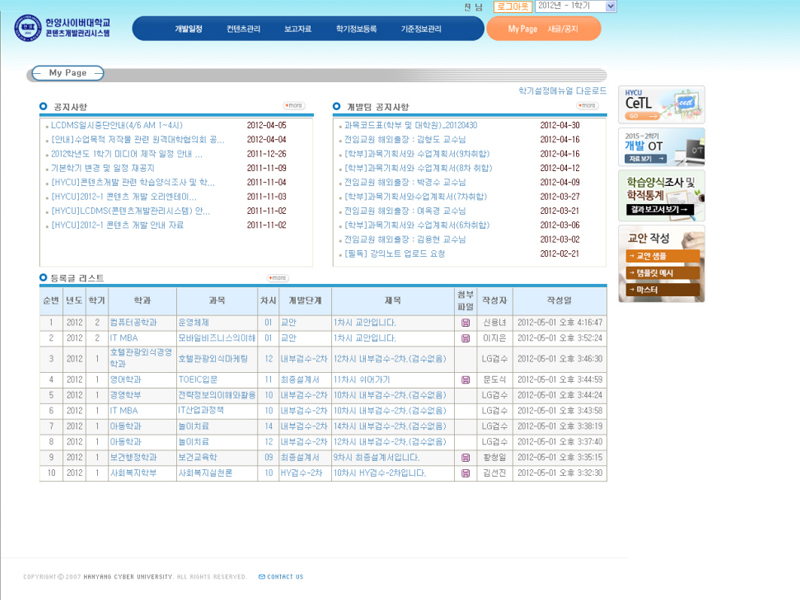 한양사이버대학교
콘텐츠개발관리시스템
진 님 로그아웃 2012년 - 1학기
개발일정 컨텐츠관리 보고자료 학기정보등록 기준정보관리 My Page 새글/공지
My Page
학기설정메뉴얼 다운로드
공지사항 more
LCDMS일시중단안내(4/6 AM 1~4시) 2012-04-05
[안내]수업목적 저작물 관련 원격대학협의회 공... 2012-04-04
2012학년도 1학기 미디어 제작 일정 안내 ... 2011-12-26
기본학기 변경 및 일정 재공지 2011-11-09
[HYCU]콘텐츠개발 관련 학습양식조사 및 학... 2011-11-04
[HYCU]2012-1 콘텐츠 개발 오리엔테이... 2011-11-03
[HYCU]LCDMS(콘텐츠개발관리시스템) 안... 2011-11-02
[HYCU]2012-1 콘텐츠 개발 안내 자료 2011-11-02
개발팀 공지사항 more
과목코드표(학부 및 대학원)_20120430 2012-04-30
전임교원 해외출장 : 김형도 교수님 2012-04-16
[학부]과목기획서와 수업계획서(9차취합) 2012-04-16
[학부]과목기획서와 수업계획서(8차 취합) 2012-04-12
전임교원 해외출장 : 박경수 교수님 2012-04-09
[학부]과목기획서와수업계획서(7차취합) 2012-03-27
전임교원 해외출장 : 여옥경 교수님 2012-03-21
[학부]과목기획서와 수업계획서(6차취합) 2012-03-06
전임교원 해외출장 : 김용현 교수님 2012-03-02
[필독] 강의노트 업로드 요청 2012-02-21
HYCU
CeTL
GO
2015 - 2학기
개발 OT
자료 보기
학습양식조사 및
학적통계
결과 보고서 보기
교안 작성
교안 샘플
템플릿 예시
마스터
등록글 리스트 more
순번 년도 학기 학과 과목 차시 개발단계 제목 첨부파일 작성자 작성일
1 2012 2 컴퓨터공학과 운영체제 01 교안 1차시 교안입니다. 신용녀 2012-05-01 오후 4:16:47
2 2012 2 IT MBA 모바일비즈니스의이해 01 교안 1차시 교안입니다. 이지은 2012-05-01 오후 3:52:24
3 2012 1 호텔관광외식경영학과 호텔관광외식마케팅 12 내부검수-2차 12차시 내부검수-2차.(검수없음) LG검수 2012-05-01 오후 3:46:30
4 2012 1 영어학과 TOEIC입문 11 최종설계서 11차시 쉬어가기 문도식 2012-05-01 오후 3:44:59
5 2012 1 경영학부 전략정보의이해와활용 10 내부검수-2차 10차시 내부검수-2차.(검수없음) LG검수 2012-05-01 오후 3:44:24
6 2012 1 IT MBA IT산업과정책 10 내부검수-2차 10차시 내부검수-2차.(검수없음) LG검수 2012-05-01 오후 3:43:58
7 2012 1 아동학과 놀이치료 14 내부검수-2차 14차시 내부검수-2차.(검수없음) LG검수 2012-05-01 오후 3:38:19
8 2012 1 아동학과 놀이치료 12 내부검수-2차 12차시 내부검수-2차.(검수없음) LG검수 2012-05-01 오후 3:37:40
9 2012 1 보건행정학과 보건교육학 09 최종설계서 9차시 최종설계서입니다. 황청일 2012-05-01 오후 3:35:15
10 2012 1 사회복지학부 사회복지실천론 10 HY검수-2차 10차시 HY검수-2차입니다. 김선진 2012-05-01 오후 3:32:30
COPYRIGHT ⓒ 2007 HANYANG CYBER UNIVERSITY. ALL RIGHTS RESERVED. CONTACT US